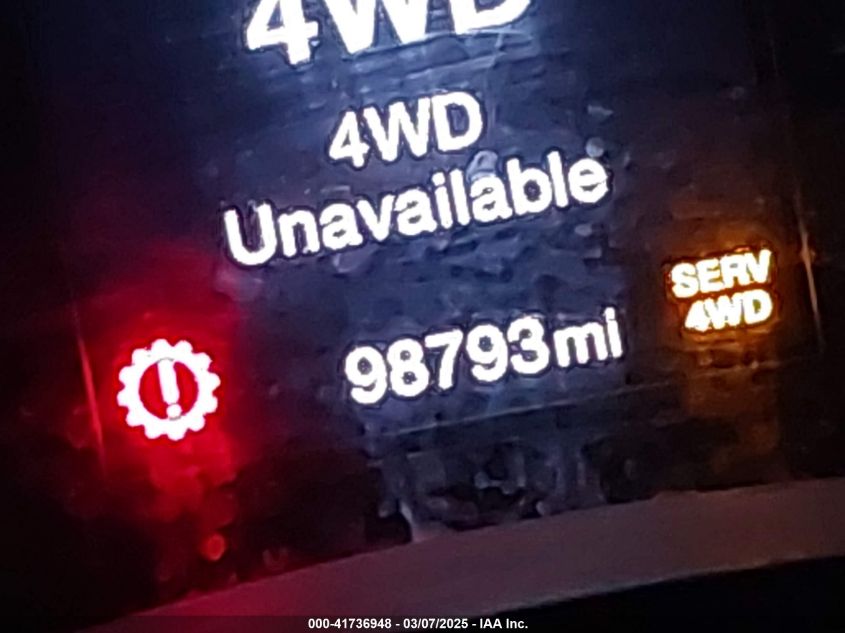 4WD
4WD
Unavailable
SERV
4WD
98793mi
000-41736948 - 03/07/2025 - IAA Inc.